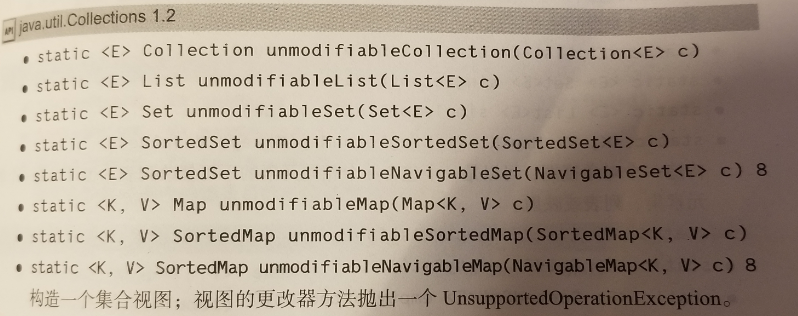 API java.util.Collections 1.2
• static <E> Collection unmodifiableCollection(Collection<E> c)
• static <E> List unmodifiableList(List<E> c)
• static <E> Set unmodifiableSet(Set<E> c)
• static <E> SortedSet unmodifiableSortedSet(SortedSet<E> c)
• static <E> SortedSet unmodifiableNavigableSet(NavigableSet<E> c) 8
• static <K, V> Map unmodifiableMap(Map<K, V> c)
• static <K, V> SortedMap unmodifiableSortedMap(SortedMap<K, V> c)
• static <K, V> SortedMap unmodifiableNavigableMap(NavigableMap<K, V> c) 8
构造一个集合视图；视图的更改器方法抛出一个 UnsupportedOperationException。